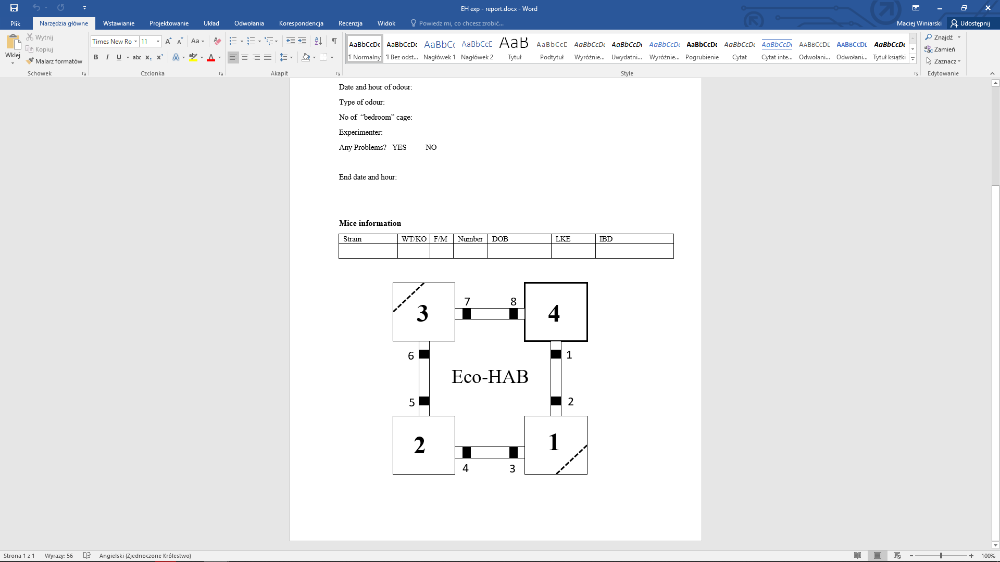 EH exp - report.docx - Word
Plik
Narzędzia główne
Wstawianie
Projektowanie
Układ
Odwołania
Korespondencja
Recenzja
Widok
Powiedz mi, co chcesz zrobić...
Maciej Winiarski
Udostępnij
Wklej
Wytnij
Kopiuj
Malarz formatów
Schowek
Times New Ro
11
Czcionka
Akapit
AaBbCcDc
¶ Normalny
AaBbCcDc
¶ Bez odst...
AaBbCc
Nagłówek 1
AaBbCcD
Nagłówek 2
AaB
Tytuł
AaBbCcD
Podtytuł
AaBbCcDc
Wyróżnie...
AaBbCcDc
Uwydatni...
AaBbCcDc
Wyróżnie...
AaBbCcDc
Pogrubienie
AaBbCcDc
Cytat
AaBbCcDc
Cytat inte...
AaBbCcDc
Odwołani...
AaBbCcDc
Odwołani...
AaBbCcDc
Tytuł książki
Style
Znajdź
Zamień
Zaznacz
Edytowanie
Date and hour of odour:
Type of odour:
No of “bedroom” cage:
Experimenter:
Any Problems? YES NO
End date and hour:
Mice information
Strain WT/KO F/M Number DOB LKE IBD
3
7
8
4
6
1
Eco-HAB
5
2
2
1
4
3
Strona 1 z 1
Wyrazy: 56
Angielski (Zjednoczone Królestwo)
100%